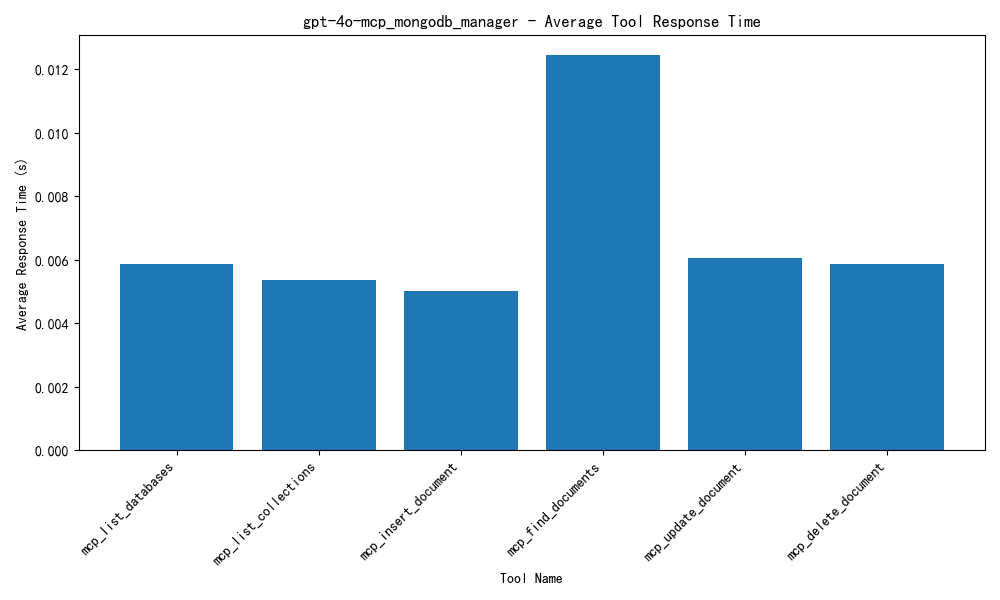 gpt-4o-mcp_mongodb_manager - Average Tool Response Time
Average Response Time (s)
0.012
0.010
0.008
0.006
0.004
0.002
0.000
mcp_list_databases
mcp_list_collections
mcp_insert_document
mcp_find_documents
mcp_update_document
mcp_delete_document
Tool Name